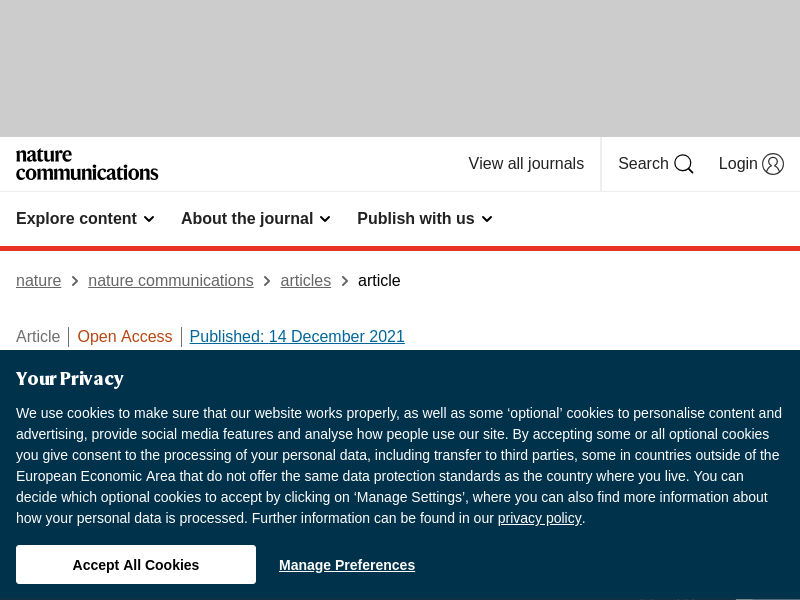 nature
communications
View all journals
Search
Login
Explore content
About the journal
Publish with us
nature > nature communications > articles > article
Article | Open Access | Published: 14 December 2021
Your Privacy
We use cookies to make sure that our website works properly, as well as some ‘optional’ cookies to personalise content and
advertising, provide social media features and analyse how people use our site. By accepting some or all optional cookies
you give consent to the processing of your personal data, including transfer to third parties, some in countries outside of the
European Economic Area that do not offer the same data protection standards as the country where you live. You can
decide which optional cookies to accept by clicking on ‘Manage Settings’, where you can also find more information about
how your personal data is processed. Further information can be found in our privacy policy.
Accept All Cookies
Manage Preferences